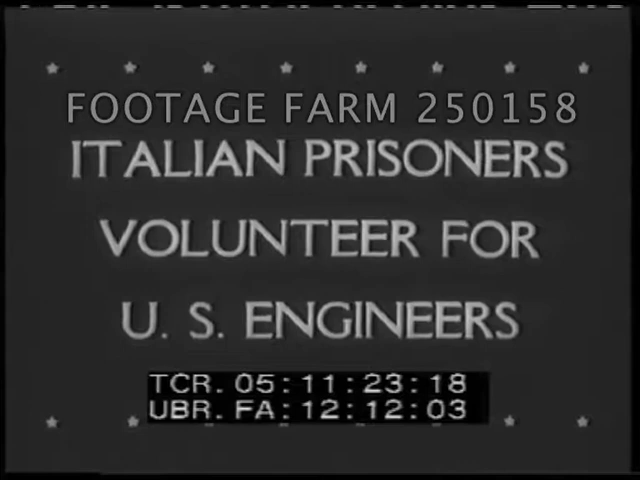 FOOTAGE FARM 250158
ITALIAN PRISONERS
VOLUNTEER FOR
U. S. ENGINEERS
TCR. 05:11:23:18
UBR. FA:12:12:03